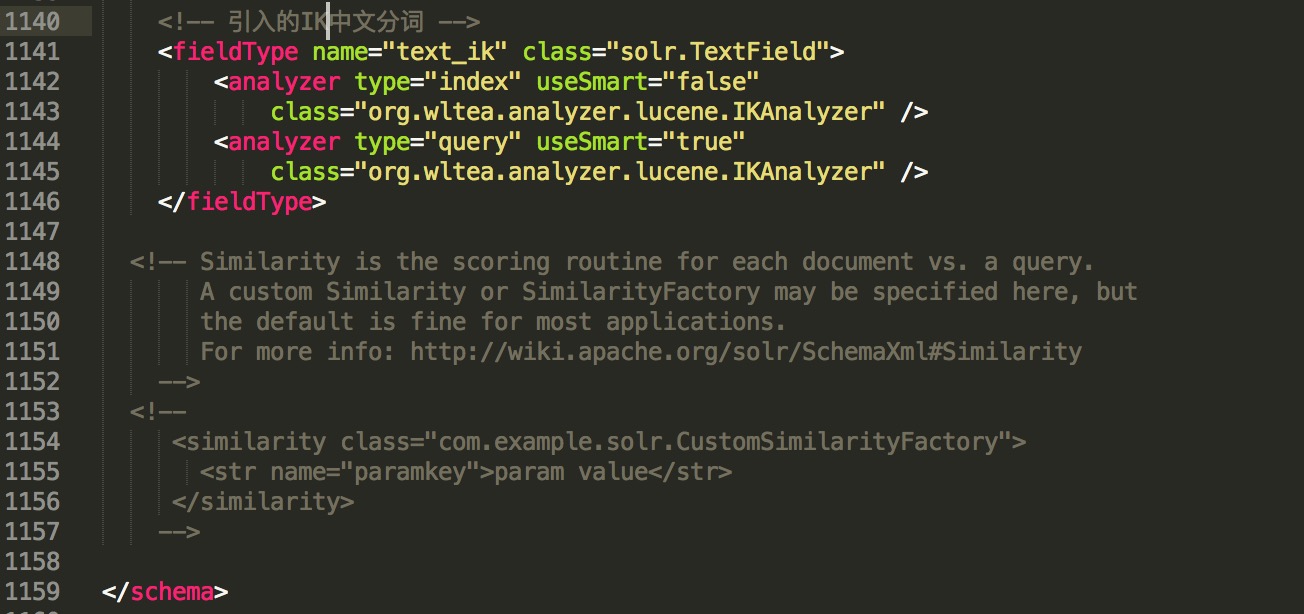 1140 <!-- 引入的IK中文分词 -->
1141 <fieldType name="text_ik" class="solr.TextField">
1142 <analyzer type="index" useSmart="false"
1143 class="org.wltea.analyzer.lucene.IKAnalyzer" />
1144 <analyzer type="query" useSmart="true"
1145 class="org.wltea.analyzer.lucene.IKAnalyzer" />
1146 </fieldType>
1147
1148 <!-- Similarity is the scoring routine for each document vs. a query.
1149 A custom Similarity or SimilarityFactory may be specified here, but
1150 the default is fine for most applications.
1151 For more info: http://wiki.apache.org/solr/SchemaXml#Similarity
1152 -->
1153 <!--
1154 <similarity class="com.example.solr.CustomSimilarityFactory">
1155 <str name="paramkey">param value</str>
1156 </similarity>
1157 -->
1158
1159 </schema>